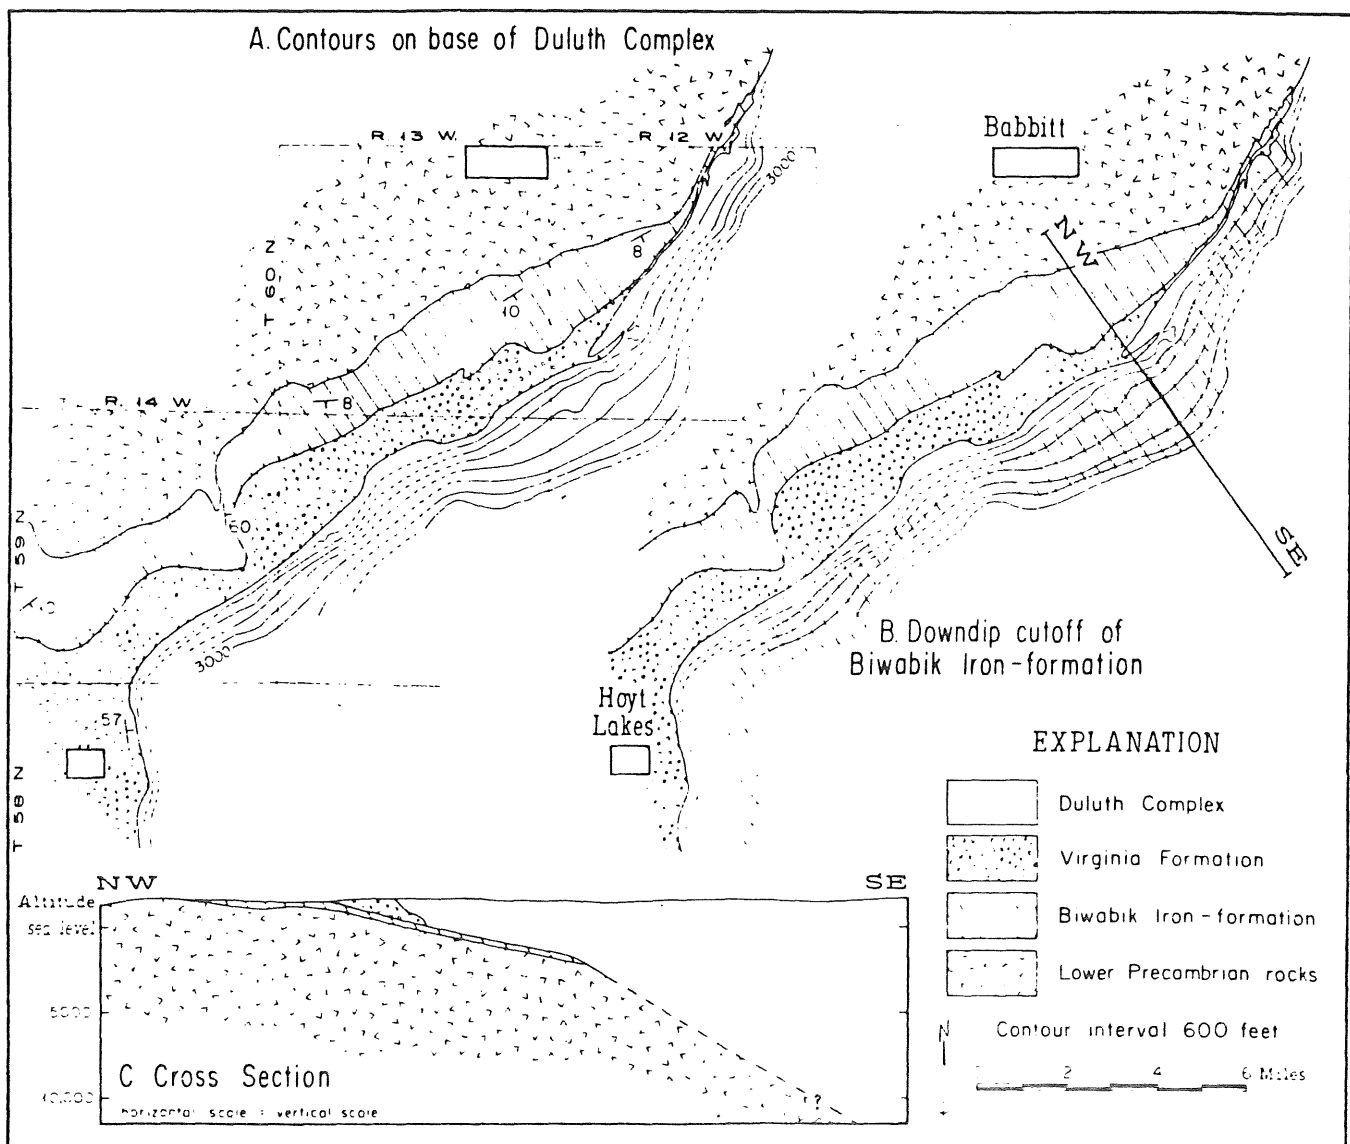 A. Contours on base of Duluth Complex
R. 13 W.
R. 12 W.
3000
T 60 N
8
10
R. 14 W.
8
60
T 59 N
3000
57
T 58 N
Babbitt
NW
SE
B. Downdip cutoff of
Biwabik Iron-formation
Hoyt
Lakes
EXPLANATION
Duluth Complex
Virginia Formation
Biwabik Iron-formation
Lower Precambrian rocks
N
Contour interval 600 feet
2 4 6 Miles
NW SE
Altitude
sea level
5000
10,000
?
C Cross Section
horizontal scale = vertical scale